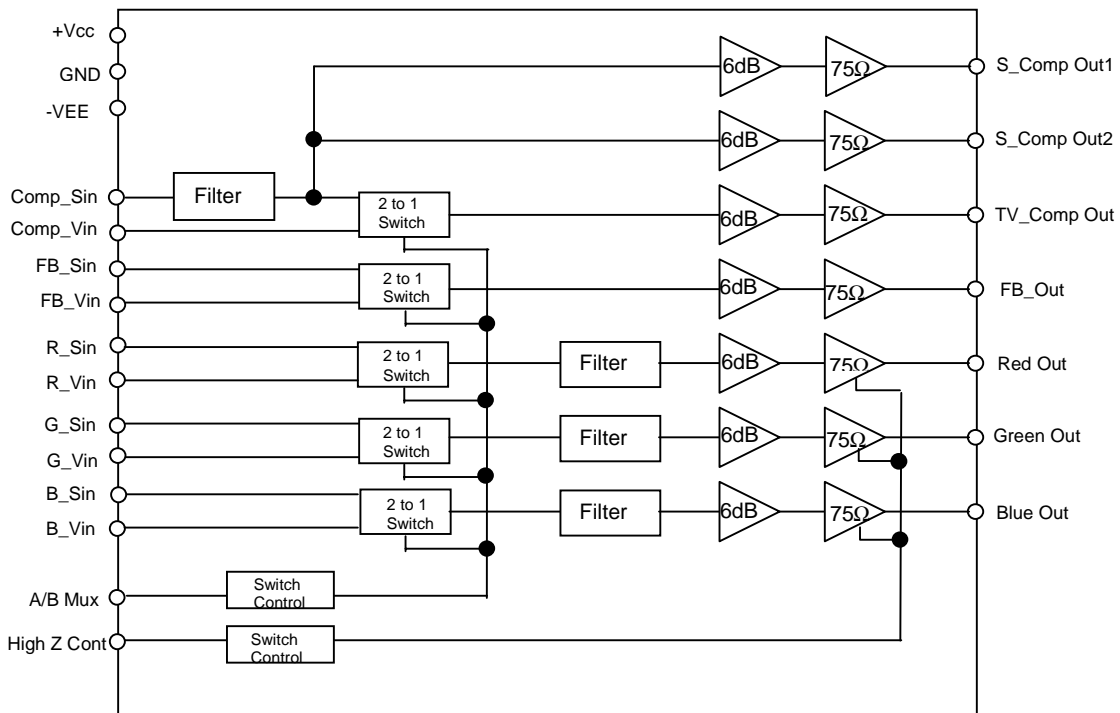 +Vcc
GND
-VEE
6dB
75Ω
S_Comp Out1
6dB
75Ω
S_Comp Out2
Comp_Sin
Filter
Comp_Vin
2 to 1
Switch
6dB
75Ω
TV_Comp Out
FB_Sin
FB_Vin
2 to 1
Switch
6dB
75Ω
FB_Out
R_Sin
R_Vin
2 to 1
Switch
Filter
6dB
75Ω
Red Out
G_Sin
G_Vin
2 to 1
Switch
Filter
6dB
75Ω
Green Out
B_Sin
B_Vin
2 to 1
Switch
Filter
6dB
75Ω
Blue Out
A/B Mux
Switch
Control
High Z Cont
Switch
Control